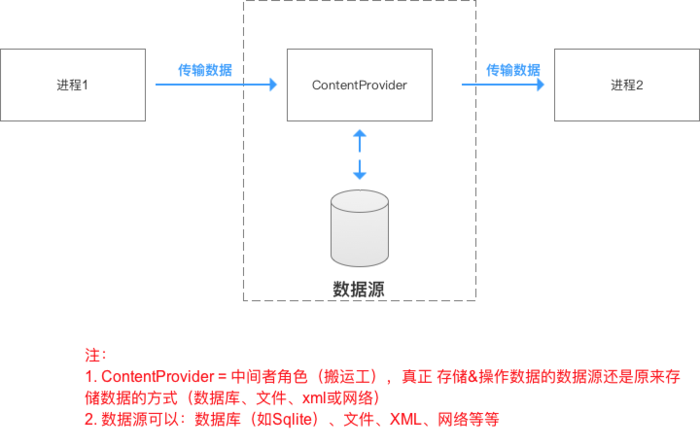 传输数据
传输数据
进程1
ContentProvider
进程2
数据源
注：
1. ContentProvider = 中间者角色（搬运工），真正 存储&操作数据的数据源还是原来存
储数据的方式（数据库、文件、xml或网络）
2. 数据源可以：数据库（如Sqlite）、文件、XML、网络等等